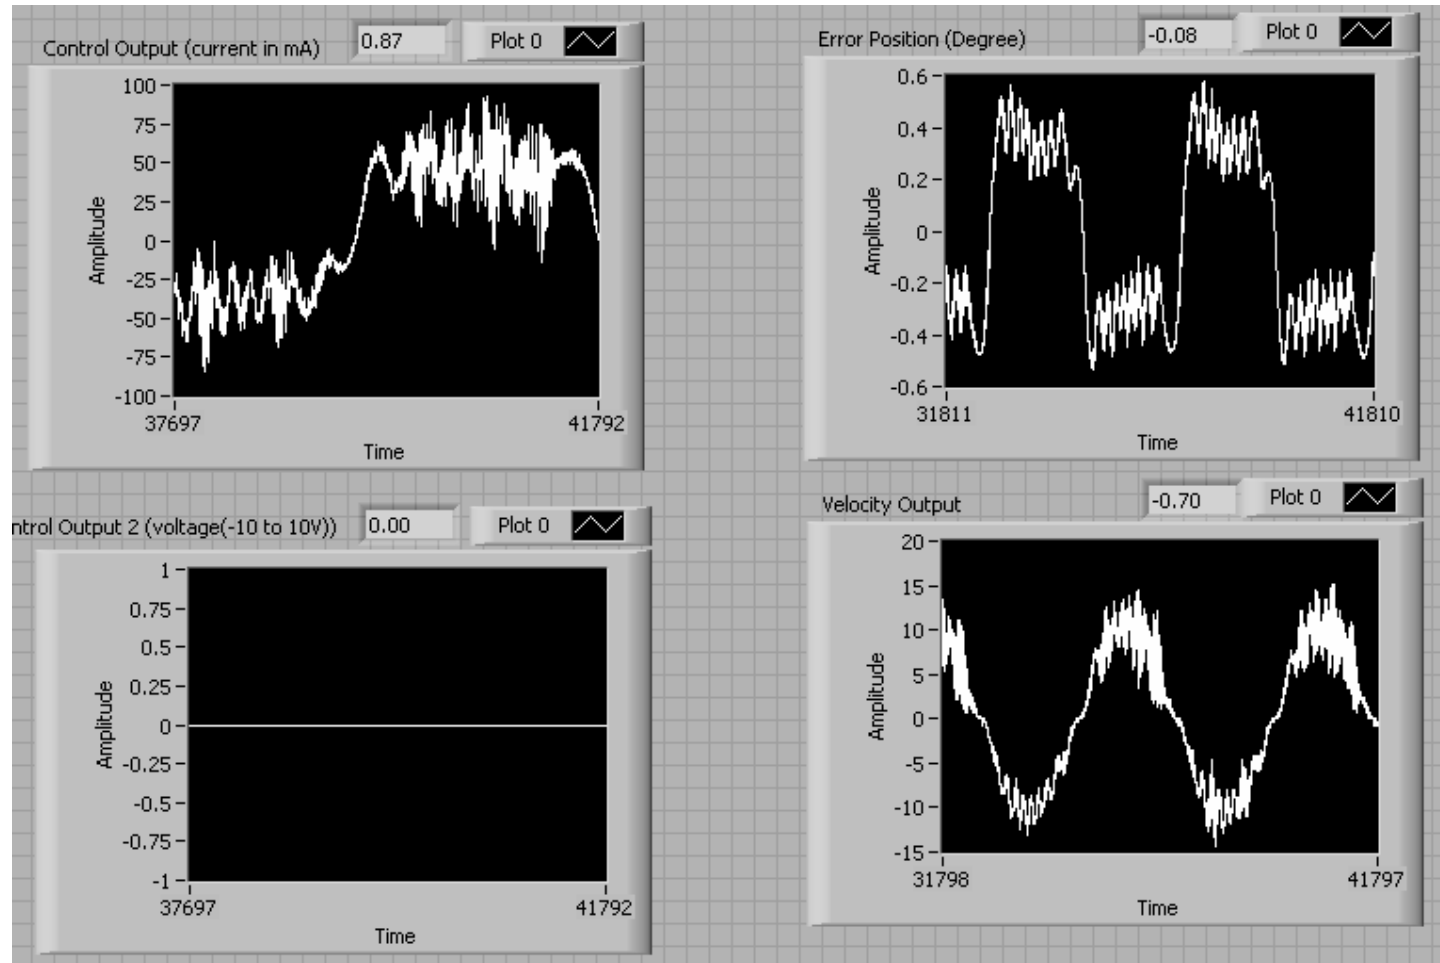 Control Output (current in mA)
0.87
Plot 0
100
75
50
25
0
-25
-50
-75
-100
Amplitude
37697
41792
Time
Error Position (Degree)
-0.08
Plot 0
0.6
0.4
0.2
0
-0.2
-0.4
-0.6
Amplitude
31811
41810
Time
ntrol Output 2 (voltage(-10 to 10V))
0.00
Plot 0
1
0.75
0.5
0.25
0
-0.25
-0.5
-0.75
-1
Amplitude
37697
41792
Time
Velocity Output
-0.70
Plot 0
20
15
10
5
0
-5
-10
-15
Amplitude
31798
41797
Time